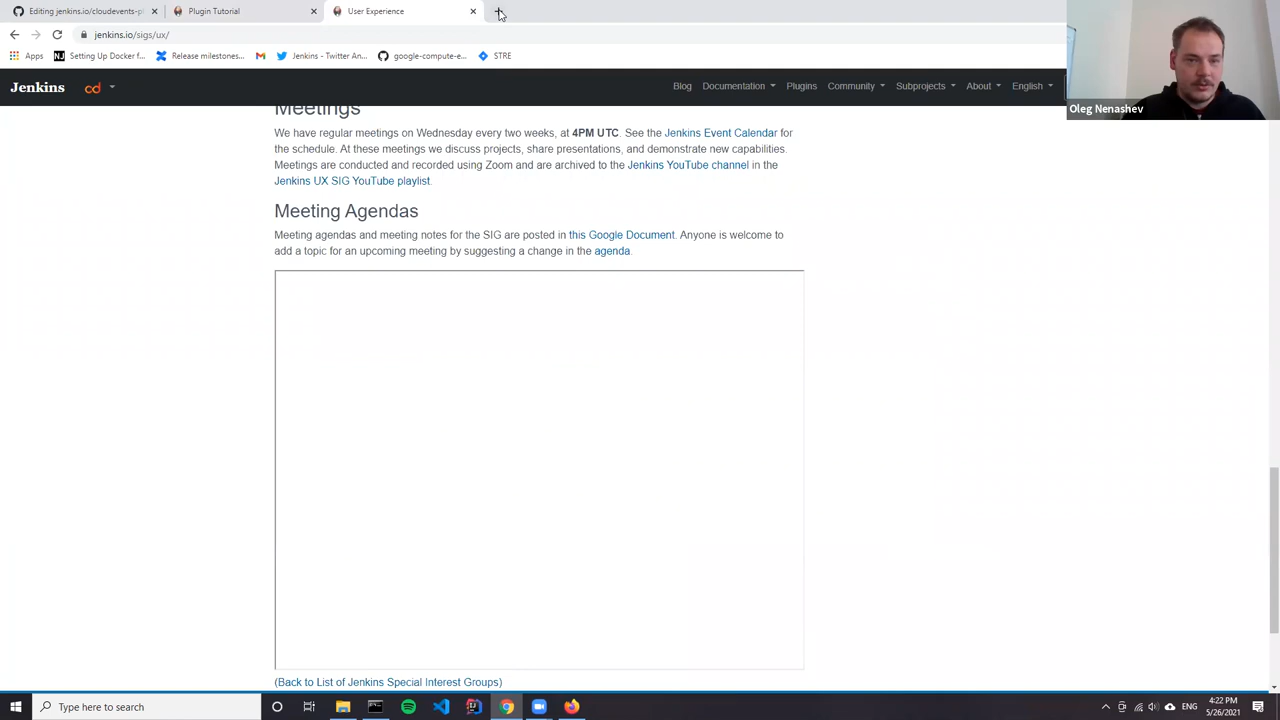 Editing jenkins.io/cloudevents-pl
Plugin Tutorial
User Experience
jenkins.io/sigs/ux/
Apps
Setting Up Docker f...
Release milestones...
Jenkins - Twitter An...
google-compute-e...
STRE
Jenkins
cd
Blog
Documentation
Plugins
Community
Subprojects
About
English
Oleg Nenashev
Meetings
We have regular meetings on Wednesday every two weeks, at 4PM UTC. See the Jenkins Event Calendar for
the schedule. At these meetings we discuss projects, share presentations, and demonstrate new capabilities.
Meetings are conducted and recorded using Zoom and are archived to the Jenkins YouTube channel in the
Jenkins UX SIG YouTube playlist.
Meeting Agendas
Meeting agendas and meeting notes for the SIG are posted in this Google Document. Anyone is welcome to
add a topic for an upcoming meeting by suggesting a change in the agenda.
(Back to List of Jenkins Special Interest Groups)
Type here to search
ENG
4:22 PM
5/26/2021